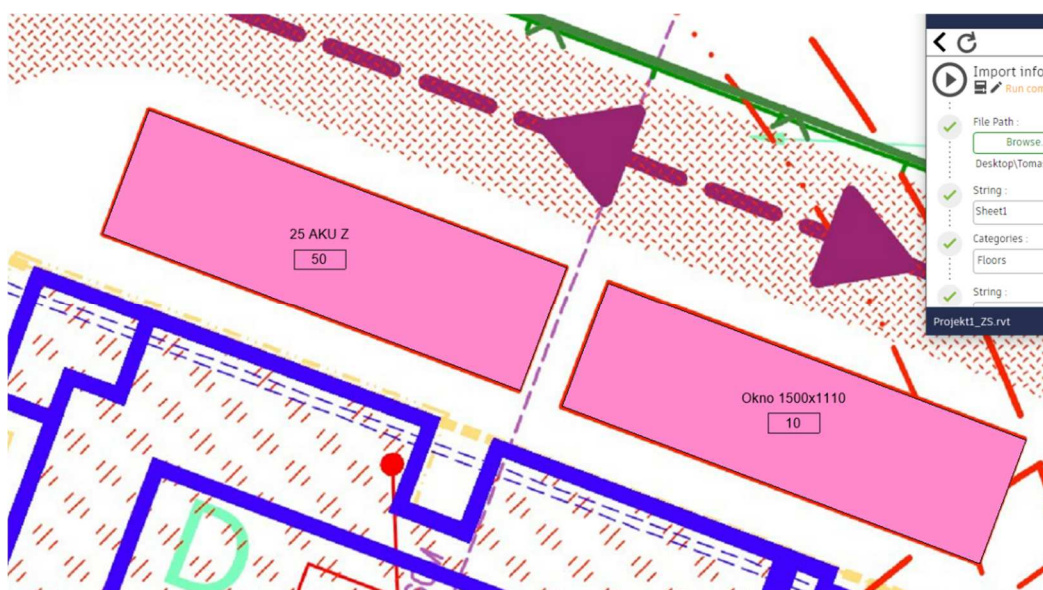 Import info
Run com
File Path :
Browse.
Desktop\Toma
String :
Sheet1
Categories :
Floors
String :
Projekt1_ZS.rvt
25 AKU Z
50
Okno 1500x1110
10
D